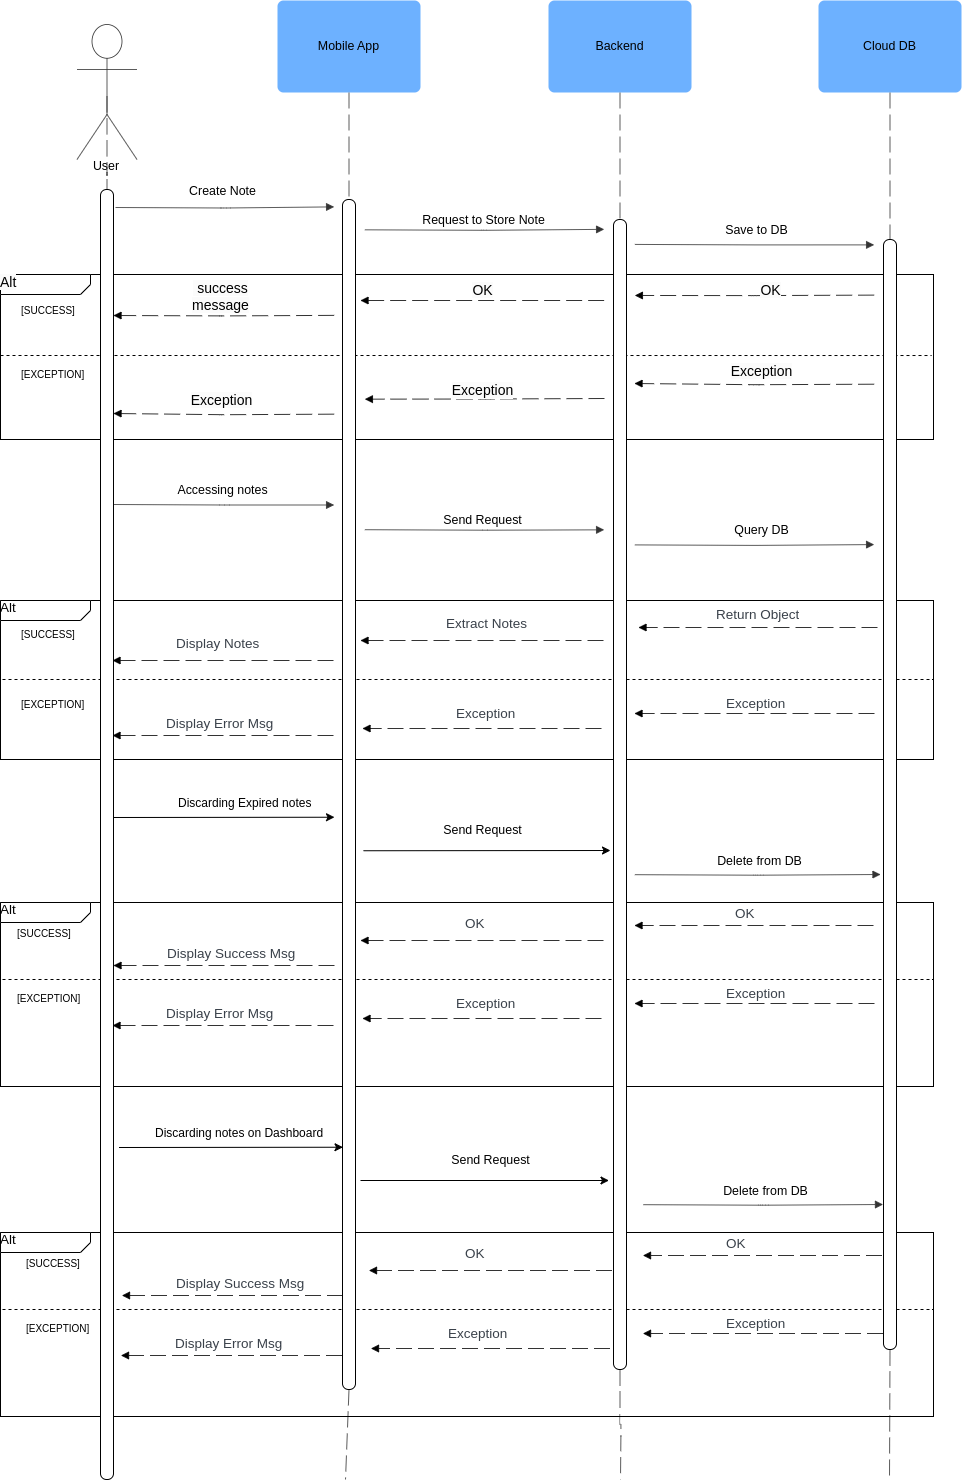 Mobile App
Backend
Cloud DB
User
Create Note
Request to Store Note
Save to DB
Alt
[SUCCESS]
success
message
OK
OK
[EXCEPTION]
Exception
Exception
Exception
Accessing notes
Send Request
Query DB
Alt
[SUCCESS]
Display Notes
Extract Notes
Return Object
[EXCEPTION]
Display Error Msg
Exception
Exception
Discarding Expired notes
Send Request
Delete from DB
Alt
[SUCCESS]
Display Success Msg
OK
OK
[EXCEPTION]
Display Error Msg
Exception
Exception
Discarding notes on Dashboard
Send Request
Delete from DB
Alt
[SUCCESS]
Display Success Msg
OK
OK
[EXCEPTION]
Display Error Msg
Exception
Exception